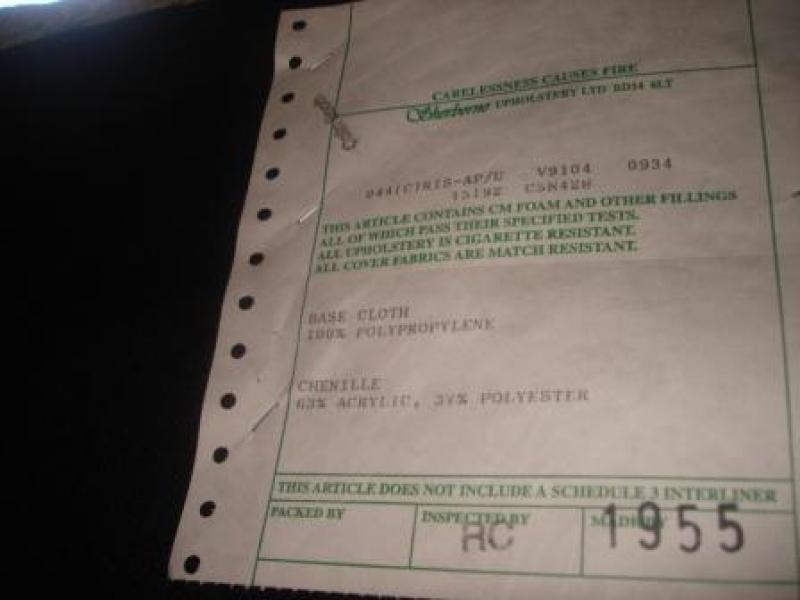 CARELESSNESS CAUSES FIRE
Sherborne UPHOLSTERY LTD BD14 6LT
044(C)RIS-AP/U V9104 0934
15192 C5N42H
THIS ARTICLE CONTAINS CM FOAM AND OTHER FILLINGS
ALL OF WHICH PASS THEIR SPECIFIED TESTS.
ALL UPHOLSTERY IS CIGARETTE RESISTANT.
ALL COVER FABRICS ARE MATCH RESISTANT.
BASE CLOTH
100% POLYPROPYLENE
CHENILLE
63% ACRYLIC, 37% POLYESTER
THIS ARTICLE DOES NOT INCLUDE A SCHEDULE 3 INTERLINER
PACKED BY
INSPECTED BY
RC
MADE BY
1955